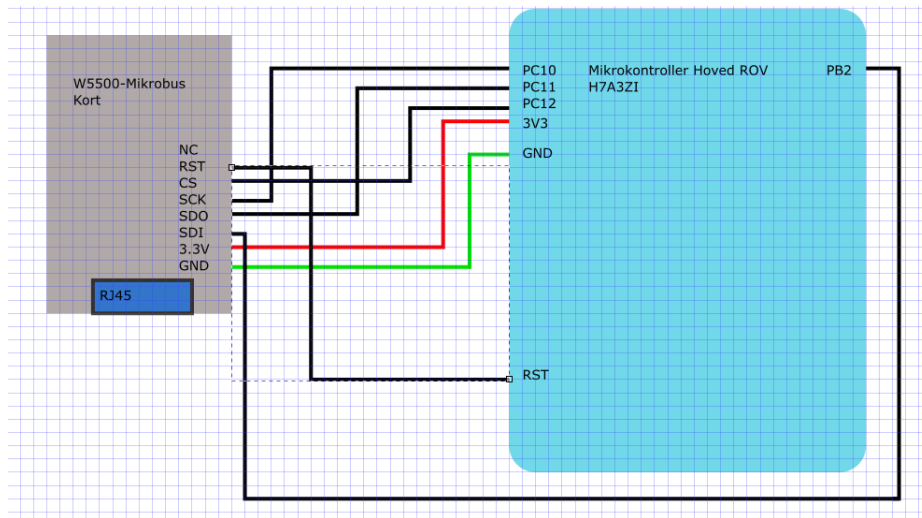 W5500-Mikrobus
Kort
NC
RST
CS
SCK
SDO
SDI
3.3V
GND
RJ45
PC10
PC11
PC12
3V3
GND
RST
Mikrokontroller Hoved ROV
H7A3ZI
PB2